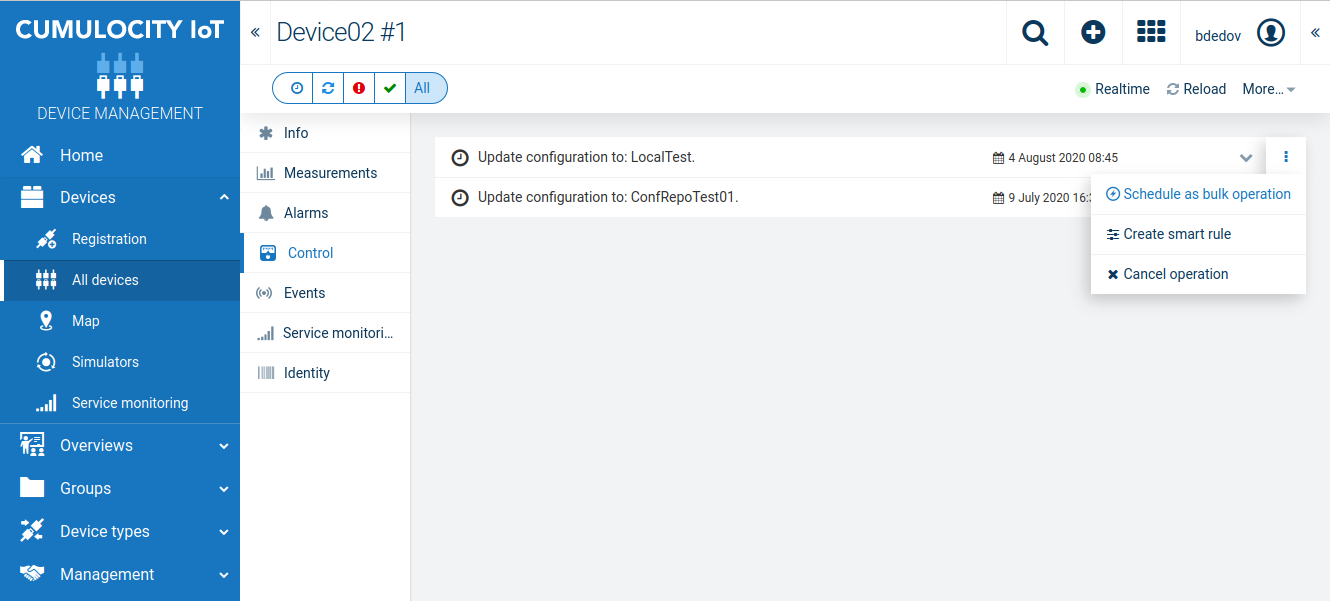 CUMULOCITY IoT
DEVICE MANAGEMENT
Home
Devices
Registration
All devices
Map
Simulators
Service monitoring
Overviews
Groups
Device types
Management
« Device02 #1
bdedov
«
All
Realtime
Reload
More...
Info
Measurements
Alarms
Control
Events
Service monitori...
Identity
Update configuration to: LocalTest.
4 August 2020 08:45
Update configuration to: ConfRepoTest01.
9 July 2020 16:
Schedule as bulk operation
Create smart rule
Cancel operation